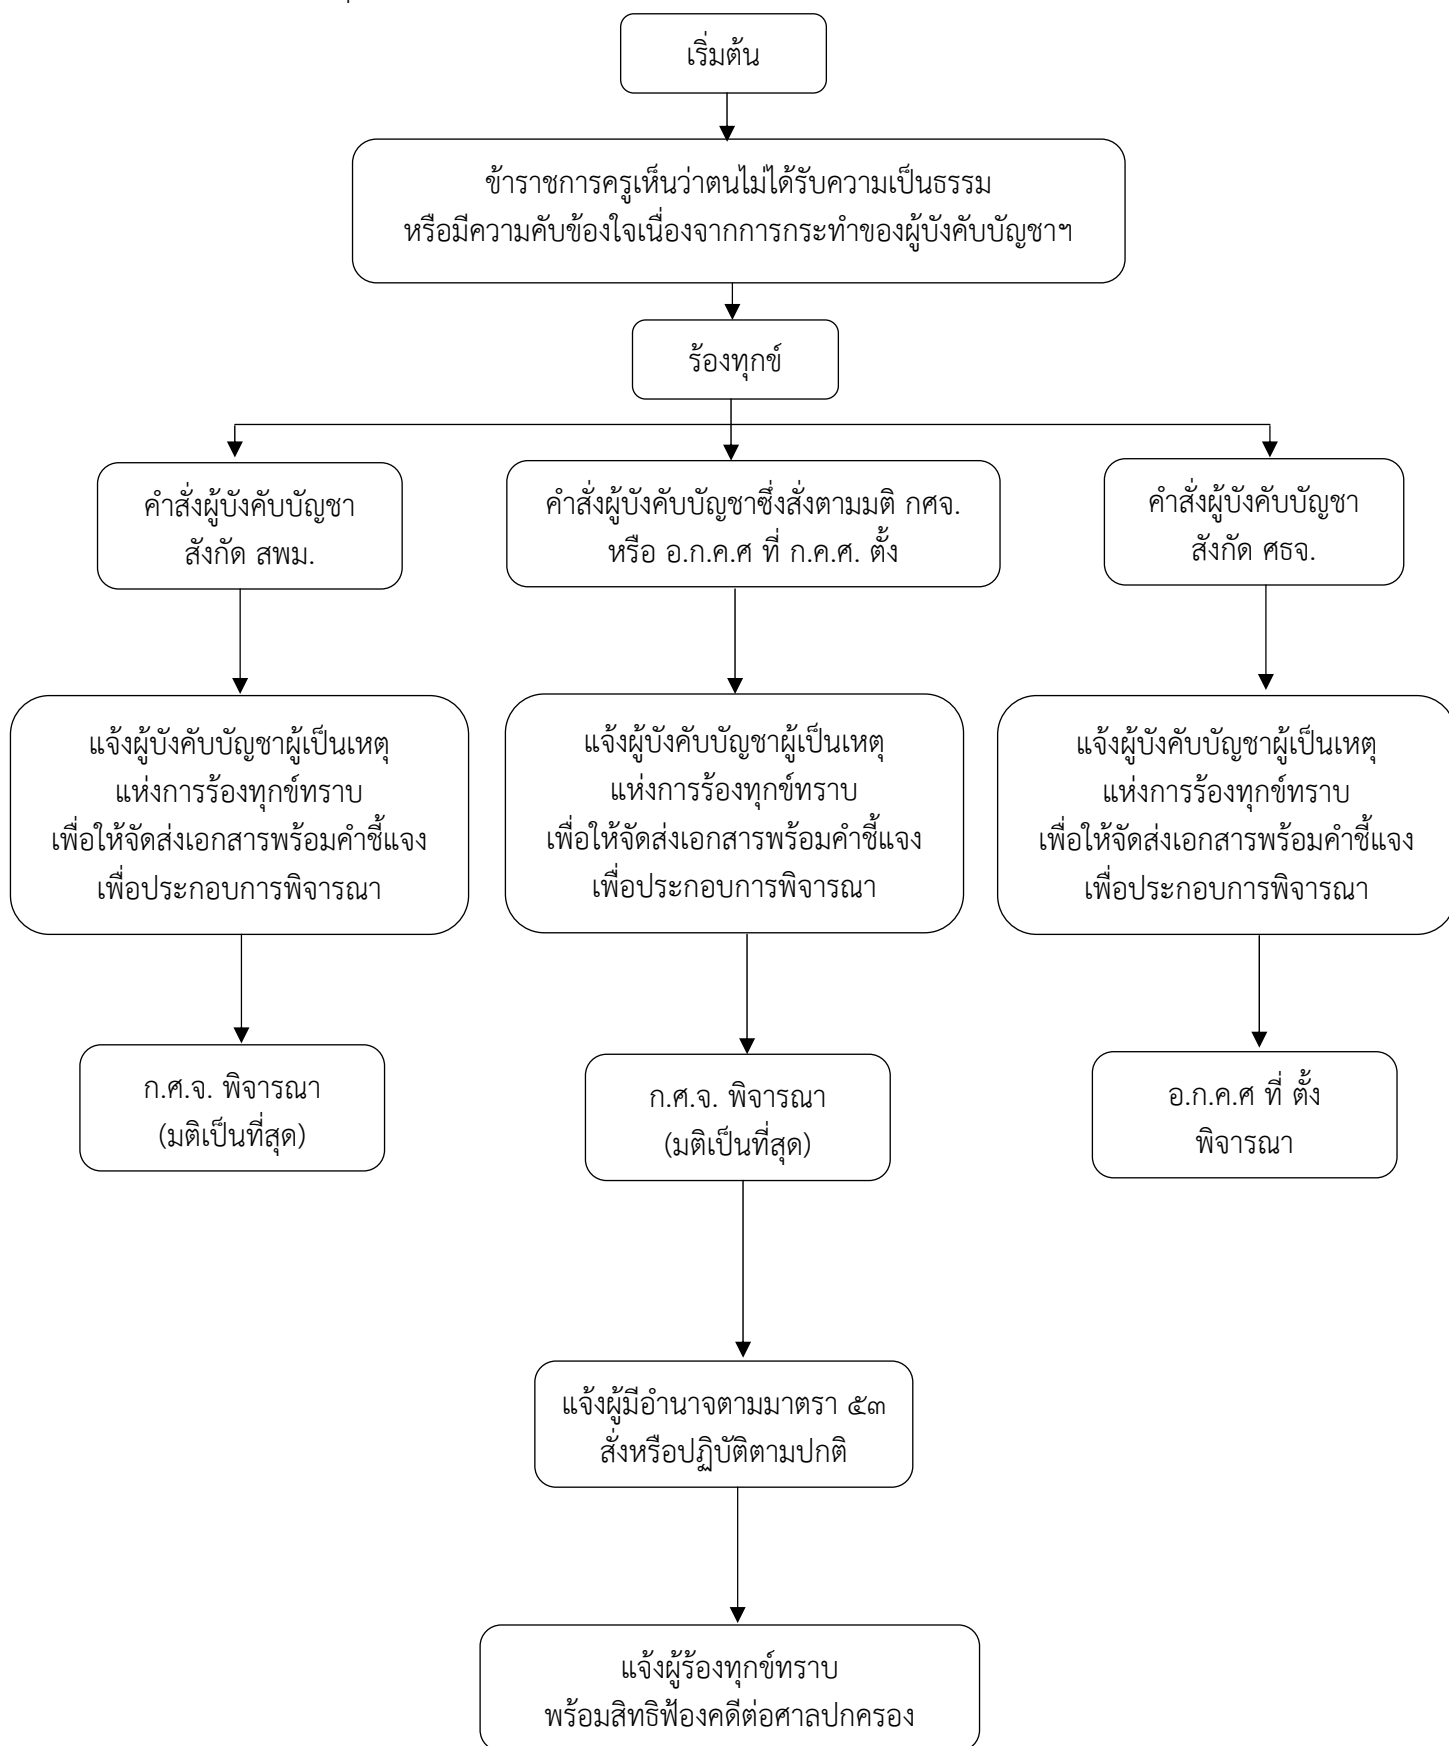 เริ่มต้น
ข้าราชการครูเห็นว่าตนไม่ได้รับความเป็นธรรม
หรือมีความคับข้องใจเนื่องจากการกระทำของผู้บังคับบัญชาฯ
ร้องทุกข์
คำสั่งผู้บังคับบัญชา
สังกัด สพม.
คำสั่งผู้บังคับบัญชาซึ่งสั่งตามมติ กศจ.
หรือ อ.ก.ค.ศ ที่ ก.ค.ศ. ตั้ง
คำสั่งผู้บังคับบัญชา
สังกัด ศธจ.
แจ้งผู้บังคับบัญชาผู้เป็นเหตุ
แห่งการร้องทุกข์ทราบ
เพื่อให้จัดส่งเอกสารพร้อมคำชี้แจง
เพื่อประกอบการพิจารณา
แจ้งผู้บังคับบัญชาผู้เป็นเหตุ
แห่งการร้องทุกข์ทราบ
เพื่อให้จัดส่งเอกสารพร้อมคำชี้แจง
เพื่อประกอบการพิจารณา
แจ้งผู้บังคับบัญชาผู้เป็นเหตุ
แห่งการร้องทุกข์ทราบ
เพื่อให้จัดส่งเอกสารพร้อมคำชี้แจง
เพื่อประกอบการพิจารณา
ก.ศ.จ. พิจารณา
(มติเป็นที่สุด)
ก.ศ.จ. พิจารณา
(มติเป็นที่สุด)
อ.ก.ค.ศ ที่ ตั้ง
พิจารณา
แจ้งผู้มีอำนาจตามมาตรา ๕๓
สั่งหรือปฏิบัติตามปกติ
แจ้งผู้ร้องทุกข์ทราบ
พร้อมสิทธิฟ้องคดีต่อศาลปกครอง